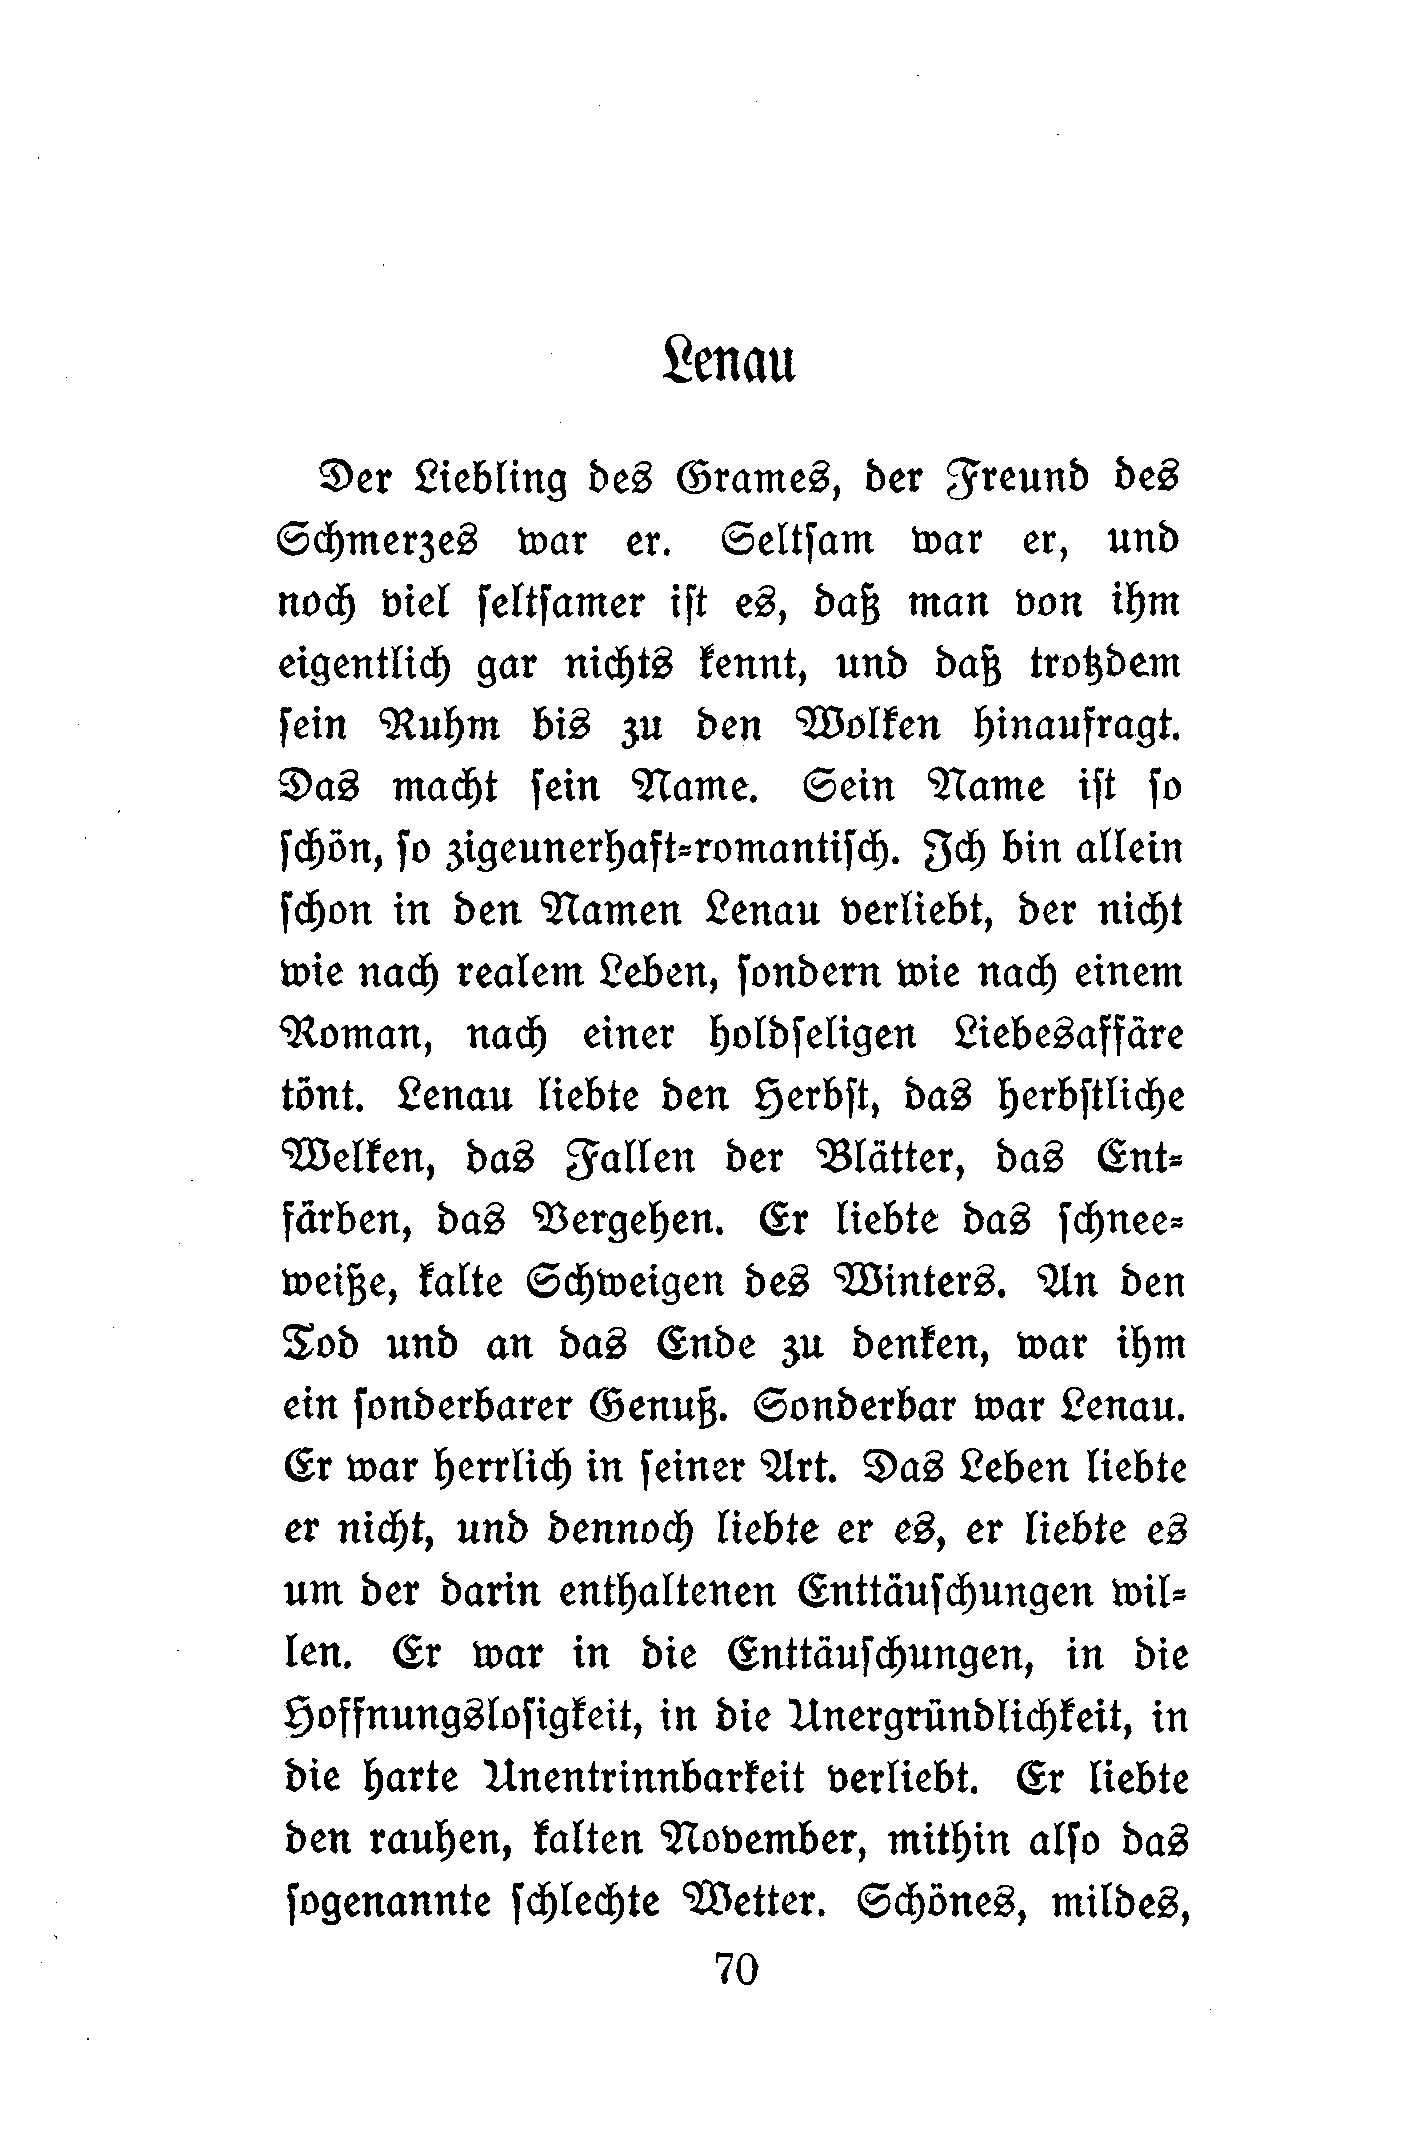 Lenau
Der Liebling des Grames, der Freund des
Schmerzes war er. Seltsam war er, und
noch viel seltsamer ist es, daß man von ihm
eigentlich gar nichts kennt, und daß trotzdem
sein Ruhm bis zu den Wolken hinaufragt.
Das macht sein Name. Sein Name ist so
schön, so zigeunerhaft-romantisch. Ich bin allein
schon in den Namen Lenau verliebt, der nicht
wie nach realem Leben, sondern wie nach einem
Roman, nach einer holdseligen Liebesaffäre
tönt. Lenau liebte den Herbst, das herbstliche
Welken, das Fallen der Blätter, das Ent-
färben, das Vergehen. Er liebte das schnee-
weiße, kalte Schweigen des Winters. An den
Tod und an das Ende zu denken, war ihm
ein sonderbarer Genuß. Sonderbar war Lenau.
Er war herrlich in seiner Art. Das Leben liebte
er nicht, und dennoch liebte er es, er liebte es
um der darin enthaltenen Enttäuschungen wil-
len. Er war in die Enttäuschungen, in die
Hoffnungslosigkeit, in die Unergründlichkeit, in
die harte Unentrinnbarkeit verliebt. Er liebte
den rauhen, kalten November, mithin also das
sogenannte schlechte Wetter. Schönes, mildes,
70